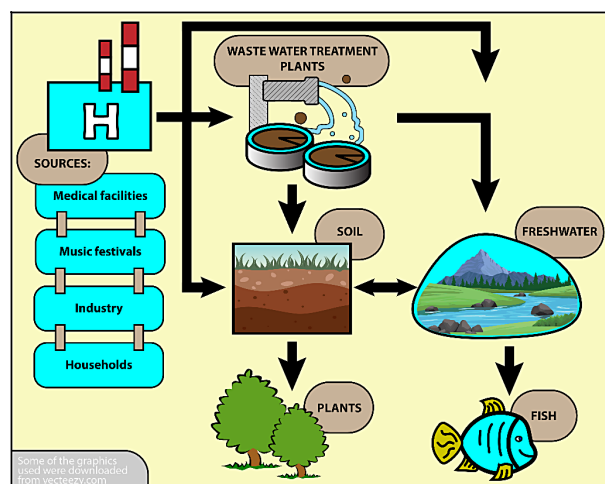 WASTE WATER TREATMENT
PLANTS
H
SOURCES:
Medical facilities
Music festivals
Industry
Households
SOIL
FRESHWATER
PLANTS
FISH
Some of the graphics
used were downloaded
from vecteezy.com